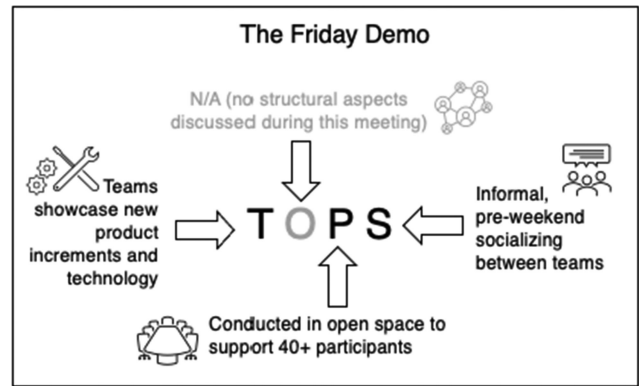 The Friday Demo
N/A (no structural aspects
discussed during this meeting)
Teams
showcase new
product
increments and
technology
TOPS
Informal,
pre-weekend
socializing
between teams
Conducted in open space to
support 40+ participants